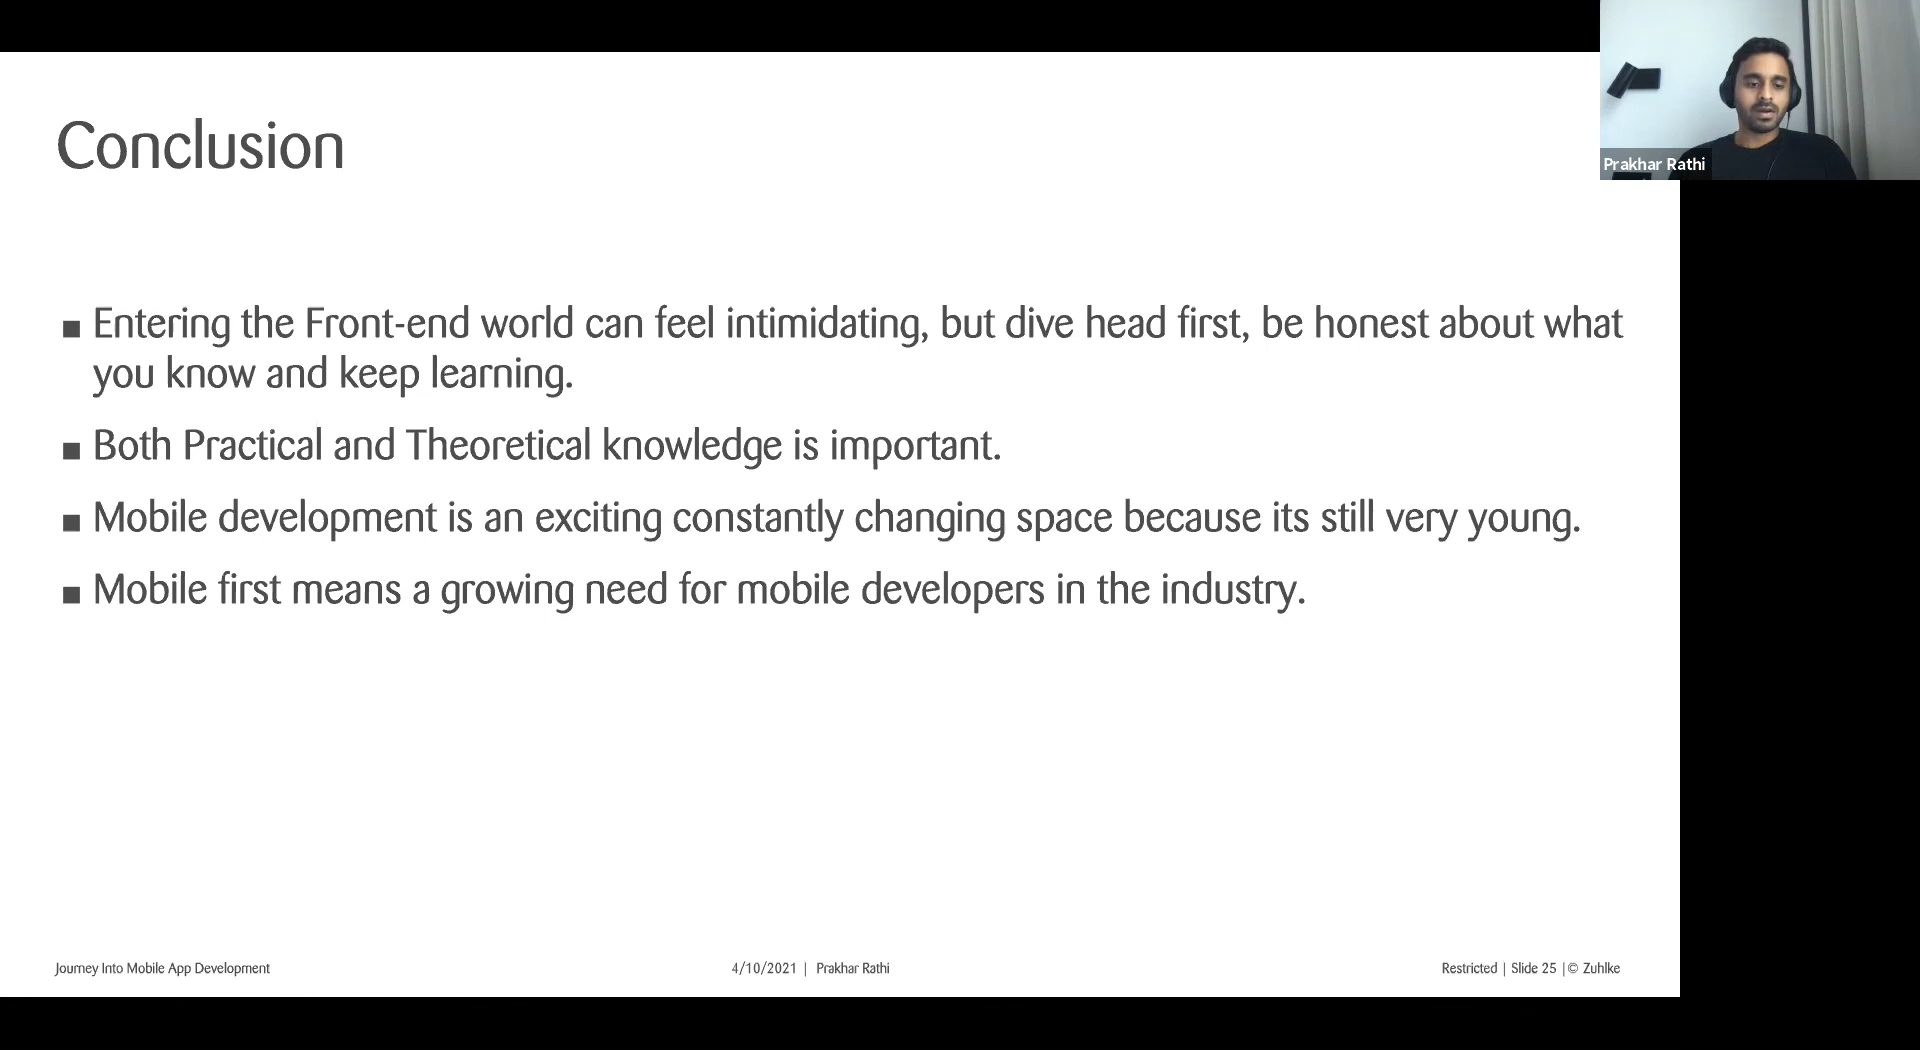 Conclusion
Prakhar Rathi
■ Entering the Front-end world can feel intimidating, but dive head first, be honest about what
you know and keep learning.
■ Both Practical and Theoretical knowledge is important.
■ Mobile development is an exciting constantly changing space because its still very young.
■ Mobile first means a growing need for mobile developers in the industry.
Journey Into Mobile App Development
4/10/2021 | Prakhar Rathi
Restricted | Slide 25 |© Zuhlke